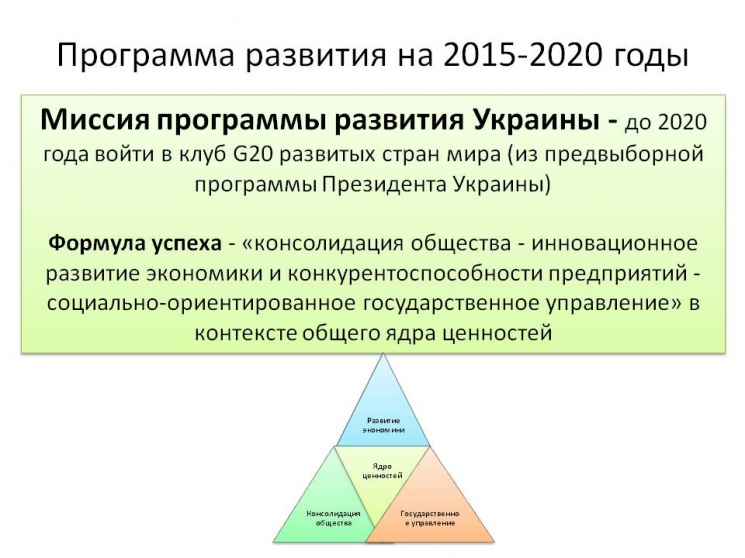 Программа развития на 2015-2020 годы
Миссия программы развития Украины - до 2020
года войти в клуб G20 развитых стран мира (из предвыборной
программы Президента Украины)
Формула успеха - «консолидация общества - инновационное
развитие экономики и конкурентоспособности предприятий -
социально-ориентированное государственное управление» в
контексте общего ядра ценностей
Развитие
экономини
Ядро
ценностей
Консолидация
общества
Государственно
е управление